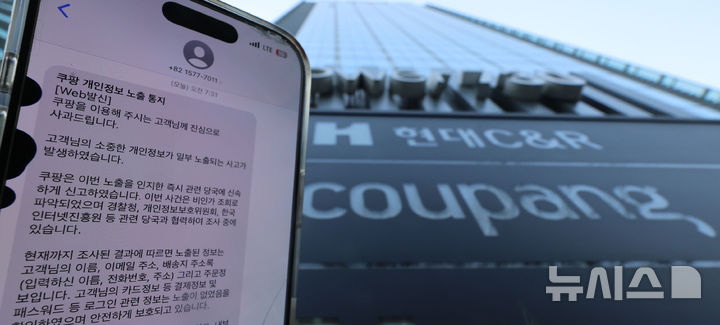 LTE
+82 1577-7011
(오늘) 오전 7:31
쿠팡 개인정보 노출 통지
[Web발신]
쿠팡을 이용해 주시는 고객님께 진심으로
사과드립니다.
고객님의 소중한 개인정보가 일부 노출되는 사고가
발생하였습니다.
쿠팡은 이번 노출을 인지한 즉시 관련 당국에 신속
하게 신고하였습니다. 이번 사건은 비인가 조회로
파악되었으며 경찰청, 개인정보보호위원회, 한국
인터넷진흥원 등 관련 당국과 협력하여 조사 중에
있습니다.
현재까지 조사된 결과에 따르면 노출된 정보는
고객님의 이름, 이메일 주소, 배송지 주소록
(입력하신 이름, 전화번호, 주소) 그리고 주문정
보입니다. 고객님의 카드정보 등 결제정보 및
패스워드 등 로그인 관련 정보는 노출이 없었음을
확인하였으며 안전하게 보호되고 있습니다.
현대C&R
coupang
뉴시스